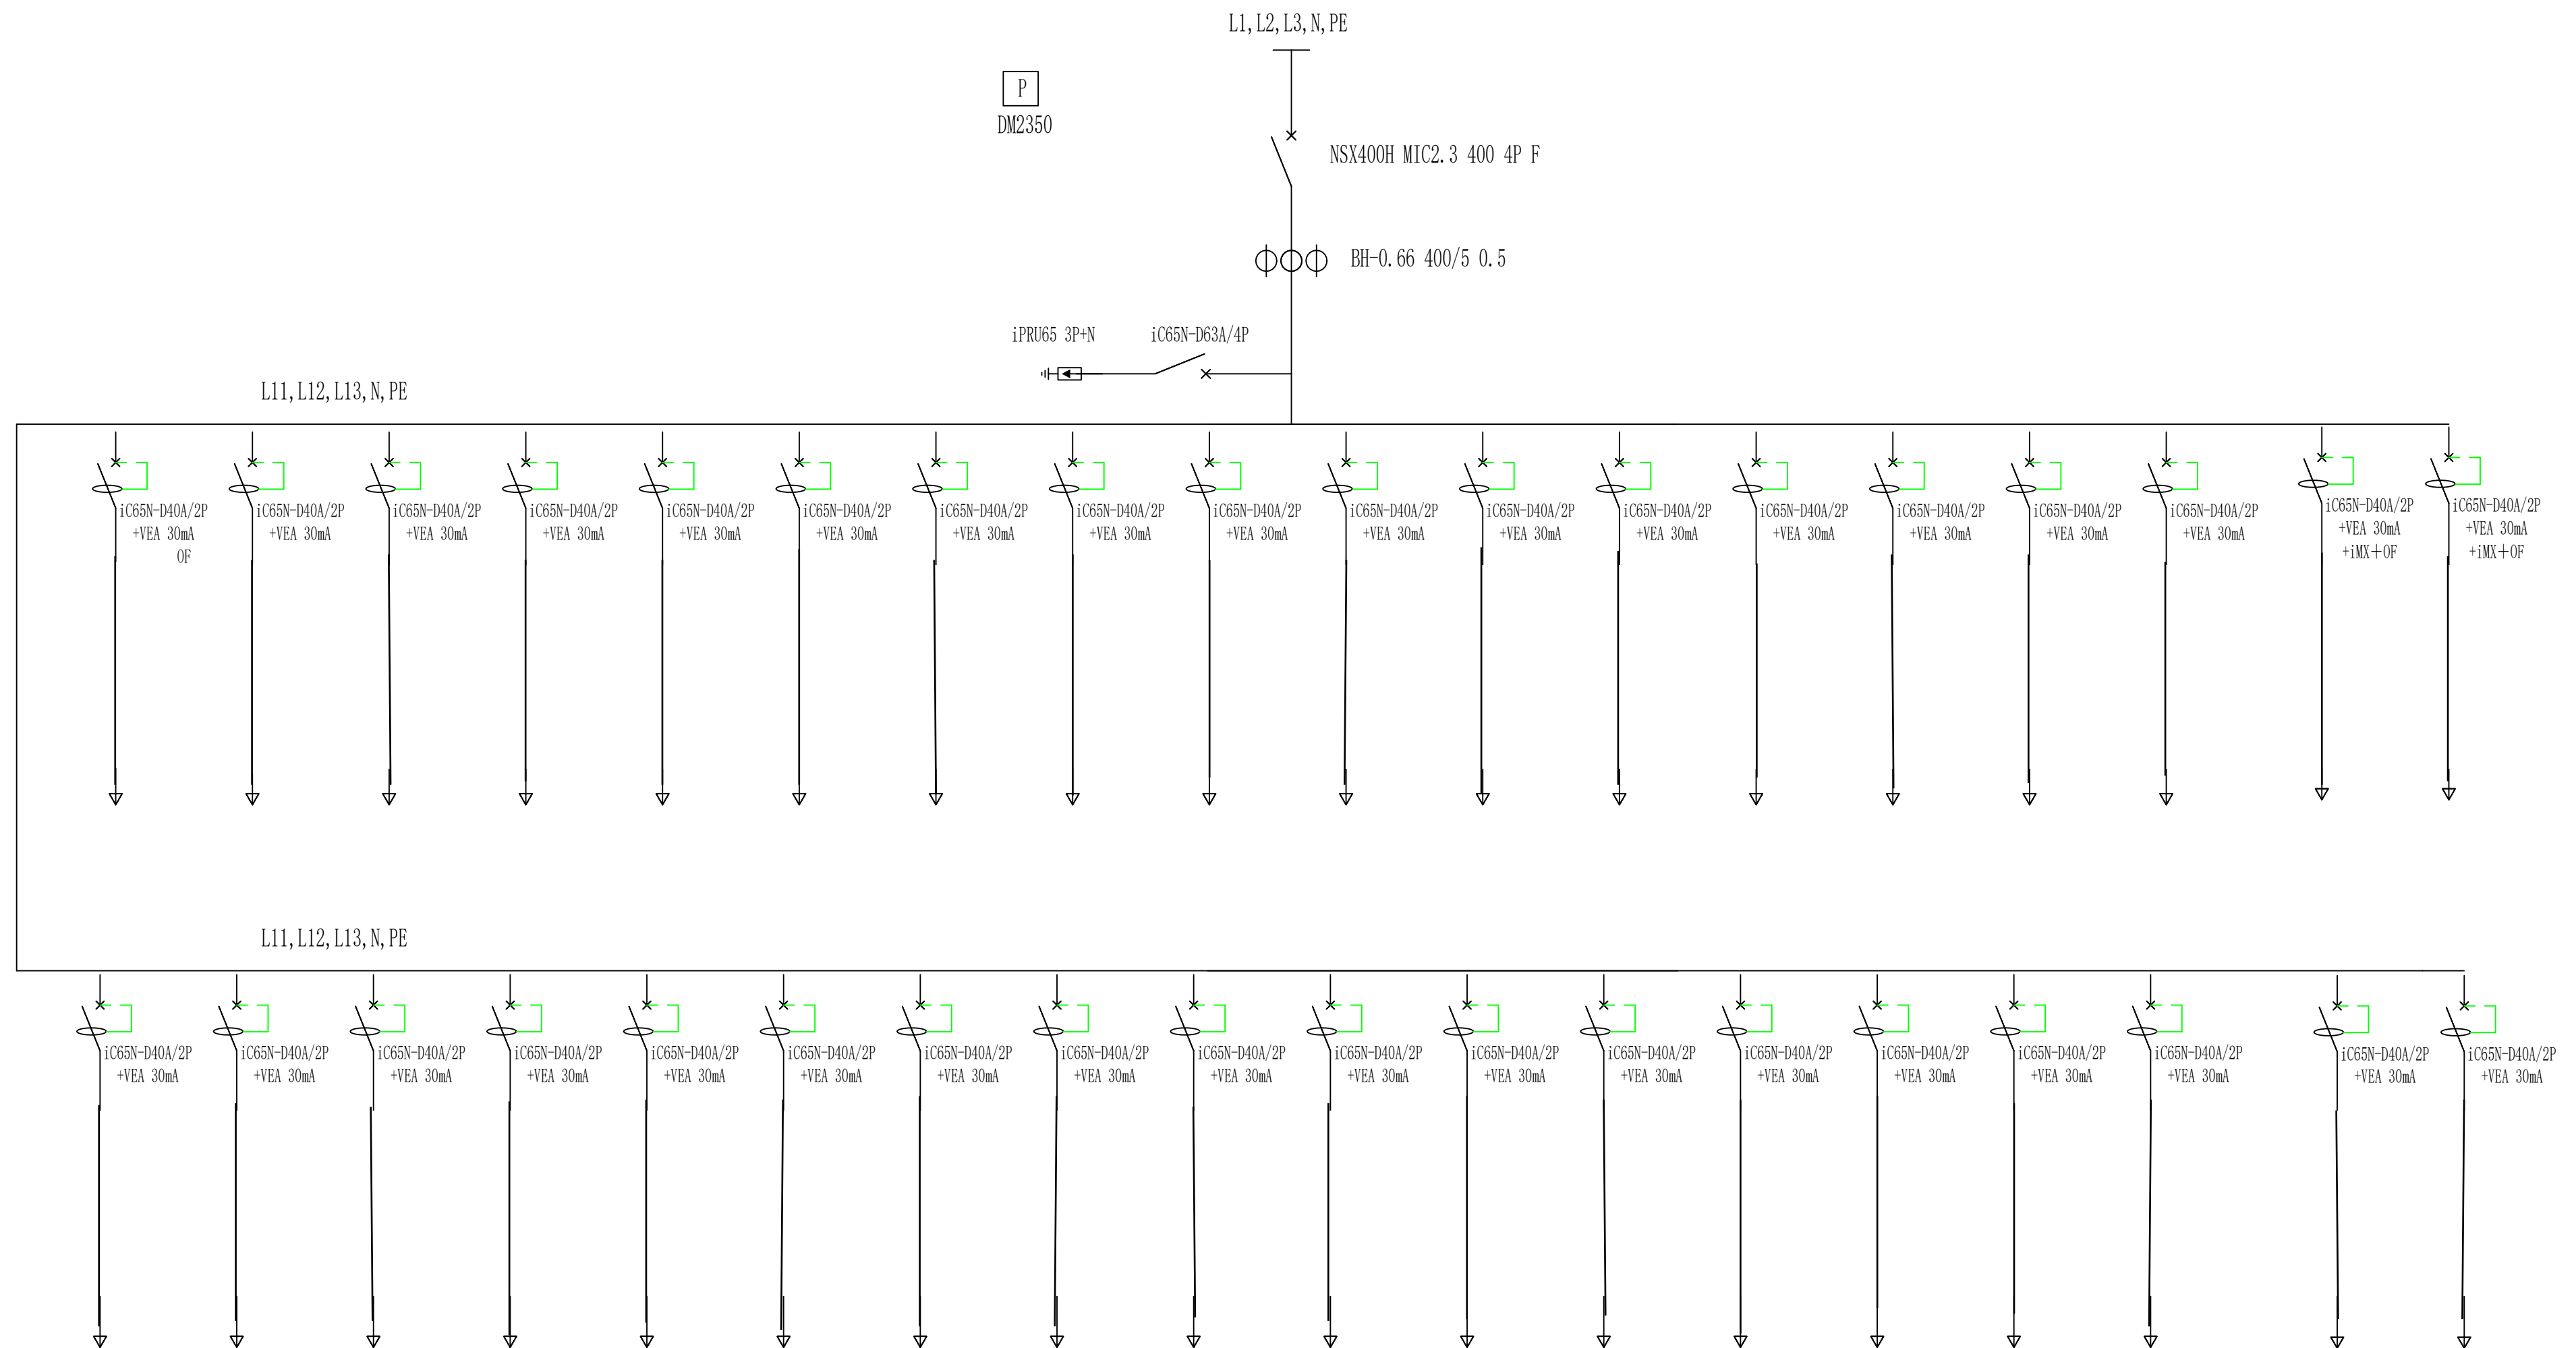 L1,L2,L3,N,PE
P
DM2350
NSX400H MIC2.3 400 4P F
BH-0.66 400/5 0.5
iPRU65 3P+N
iC65N-D63A/4P
L11,L12,L13,N,PE
iC65N-D40A/2P
+VEA 30mA
OF
iC65N-D40A/2P
+VEA 30mA
iC65N-D40A/2P
+VEA 30mA
iC65N-D40A/2P
+VEA 30mA
iC65N-D40A/2P
+VEA 30mA
iC65N-D40A/2P
+VEA 30mA
iC65N-D40A/2P
+VEA 30mA
iC65N-D40A/2P
+VEA 30mA
iC65N-D40A/2P
+VEA 30mA
iC65N-D40A/2P
+VEA 30mA
iC65N-D40A/2P
+VEA 30mA
iC65N-D40A/2P
+VEA 30mA
iC65N-D40A/2P
+VEA 30mA
iC65N-D40A/2P
+VEA 30mA
iC65N-D40A/2P
+VEA 30mA
iC65N-D40A/2P
+VEA 30mA
iC65N-D40A/2P
+VEA 30mA
+iMX+OF
iC65N-D40A/2P
+VEA 30mA
+iMX+OF
L11,L12,L13,N,PE
iC65N-D40A/2P
+VEA 30mA
iC65N-D40A/2P
+VEA 30mA
iC65N-D40A/2P
+VEA 30mA
iC65N-D40A/2P
+VEA 30mA
iC65N-D40A/2P
+VEA 30mA
iC65N-D40A/2P
+VEA 30mA
iC65N-D40A/2P
+VEA 30mA
iC65N-D40A/2P
+VEA 30mA
iC65N-D40A/2P
+VEA 30mA
iC65N-D40A/2P
+VEA 30mA
iC65N-D40A/2P
+VEA 30mA
iC65N-D40A/2P
+VEA 30mA
iC65N-D40A/2P
+VEA 30mA
iC65N-D40A/2P
+VEA 30mA
iC65N-D40A/2P
+VEA 30mA
iC65N-D40A/2P
+VEA 30mA
iC65N-D40A/2P
+VEA 30mA
iC65N-D40A/2P
+VEA 30mA